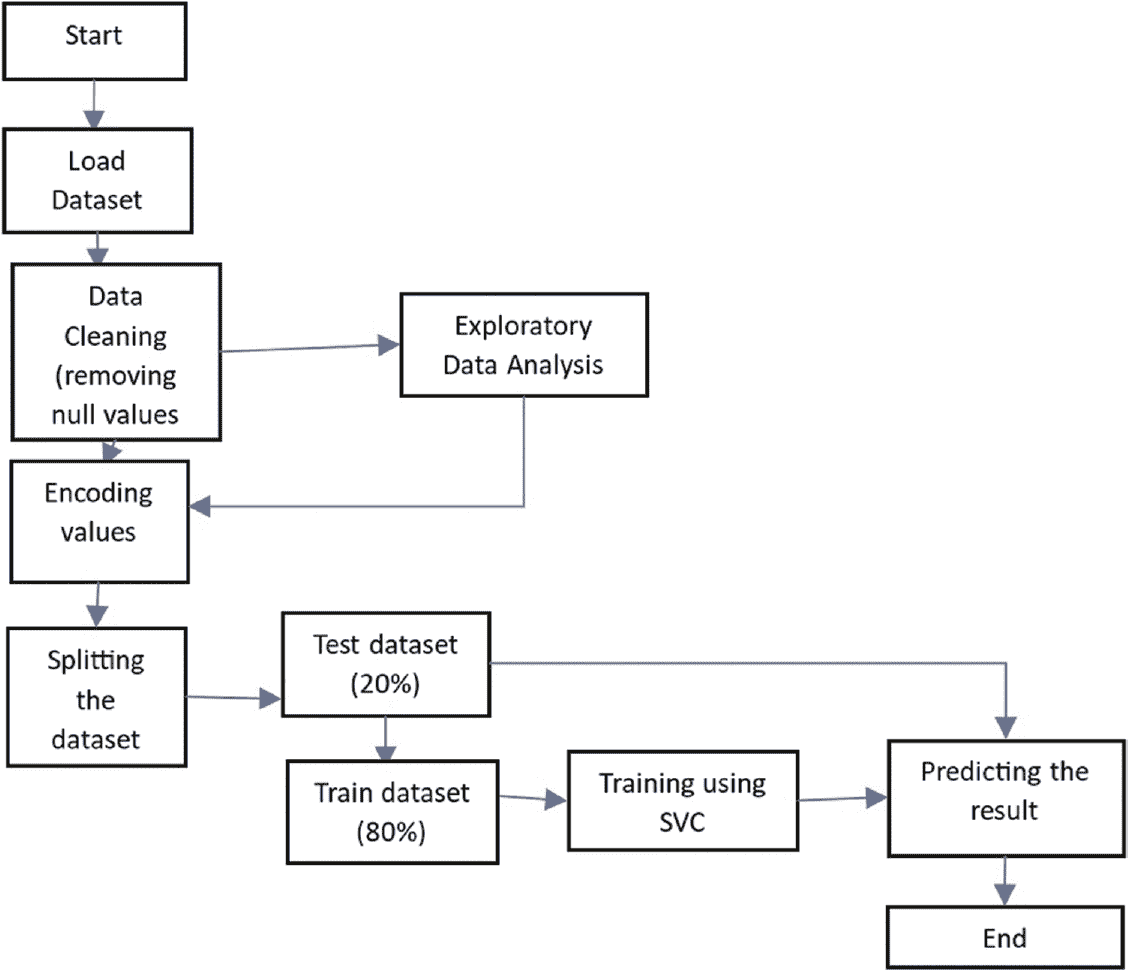 Start
Load
Dataset
Data
Cleaning
(removing
null values
Exploratory
Data Analysis
Encoding
values
Splitting
the
dataset
Test dataset
(20%)
Train dataset
(80%)
Training using
SVC
Predicting the
result
End